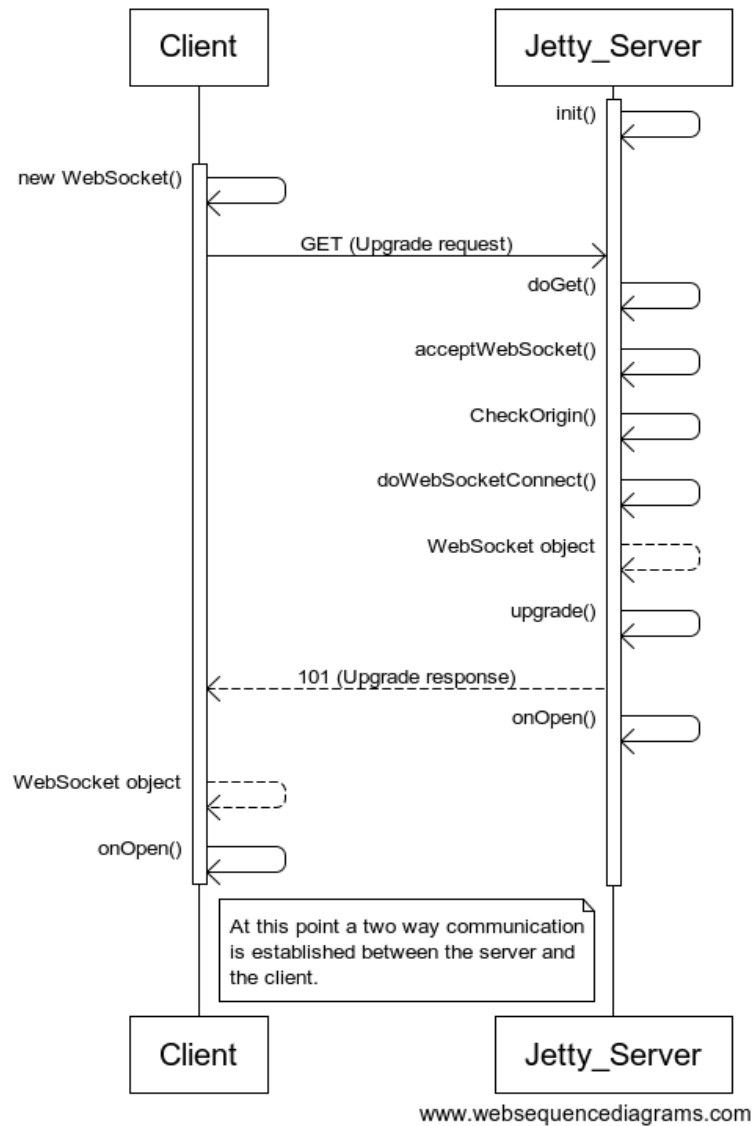 Client
Jetty_Server
init()
new WebSocket()
GET (Upgrade request)
doGet()
acceptWebSocket()
CheckOrigin()
doWebSocketConnect()
WebSocket object
upgrade()
101 (Upgrade response)
onOpen()
WebSocket object
onOpen()
At this point a two way communication
is established between the server and
the client.
Client
Jetty_Server
www.websequencediagrams.com